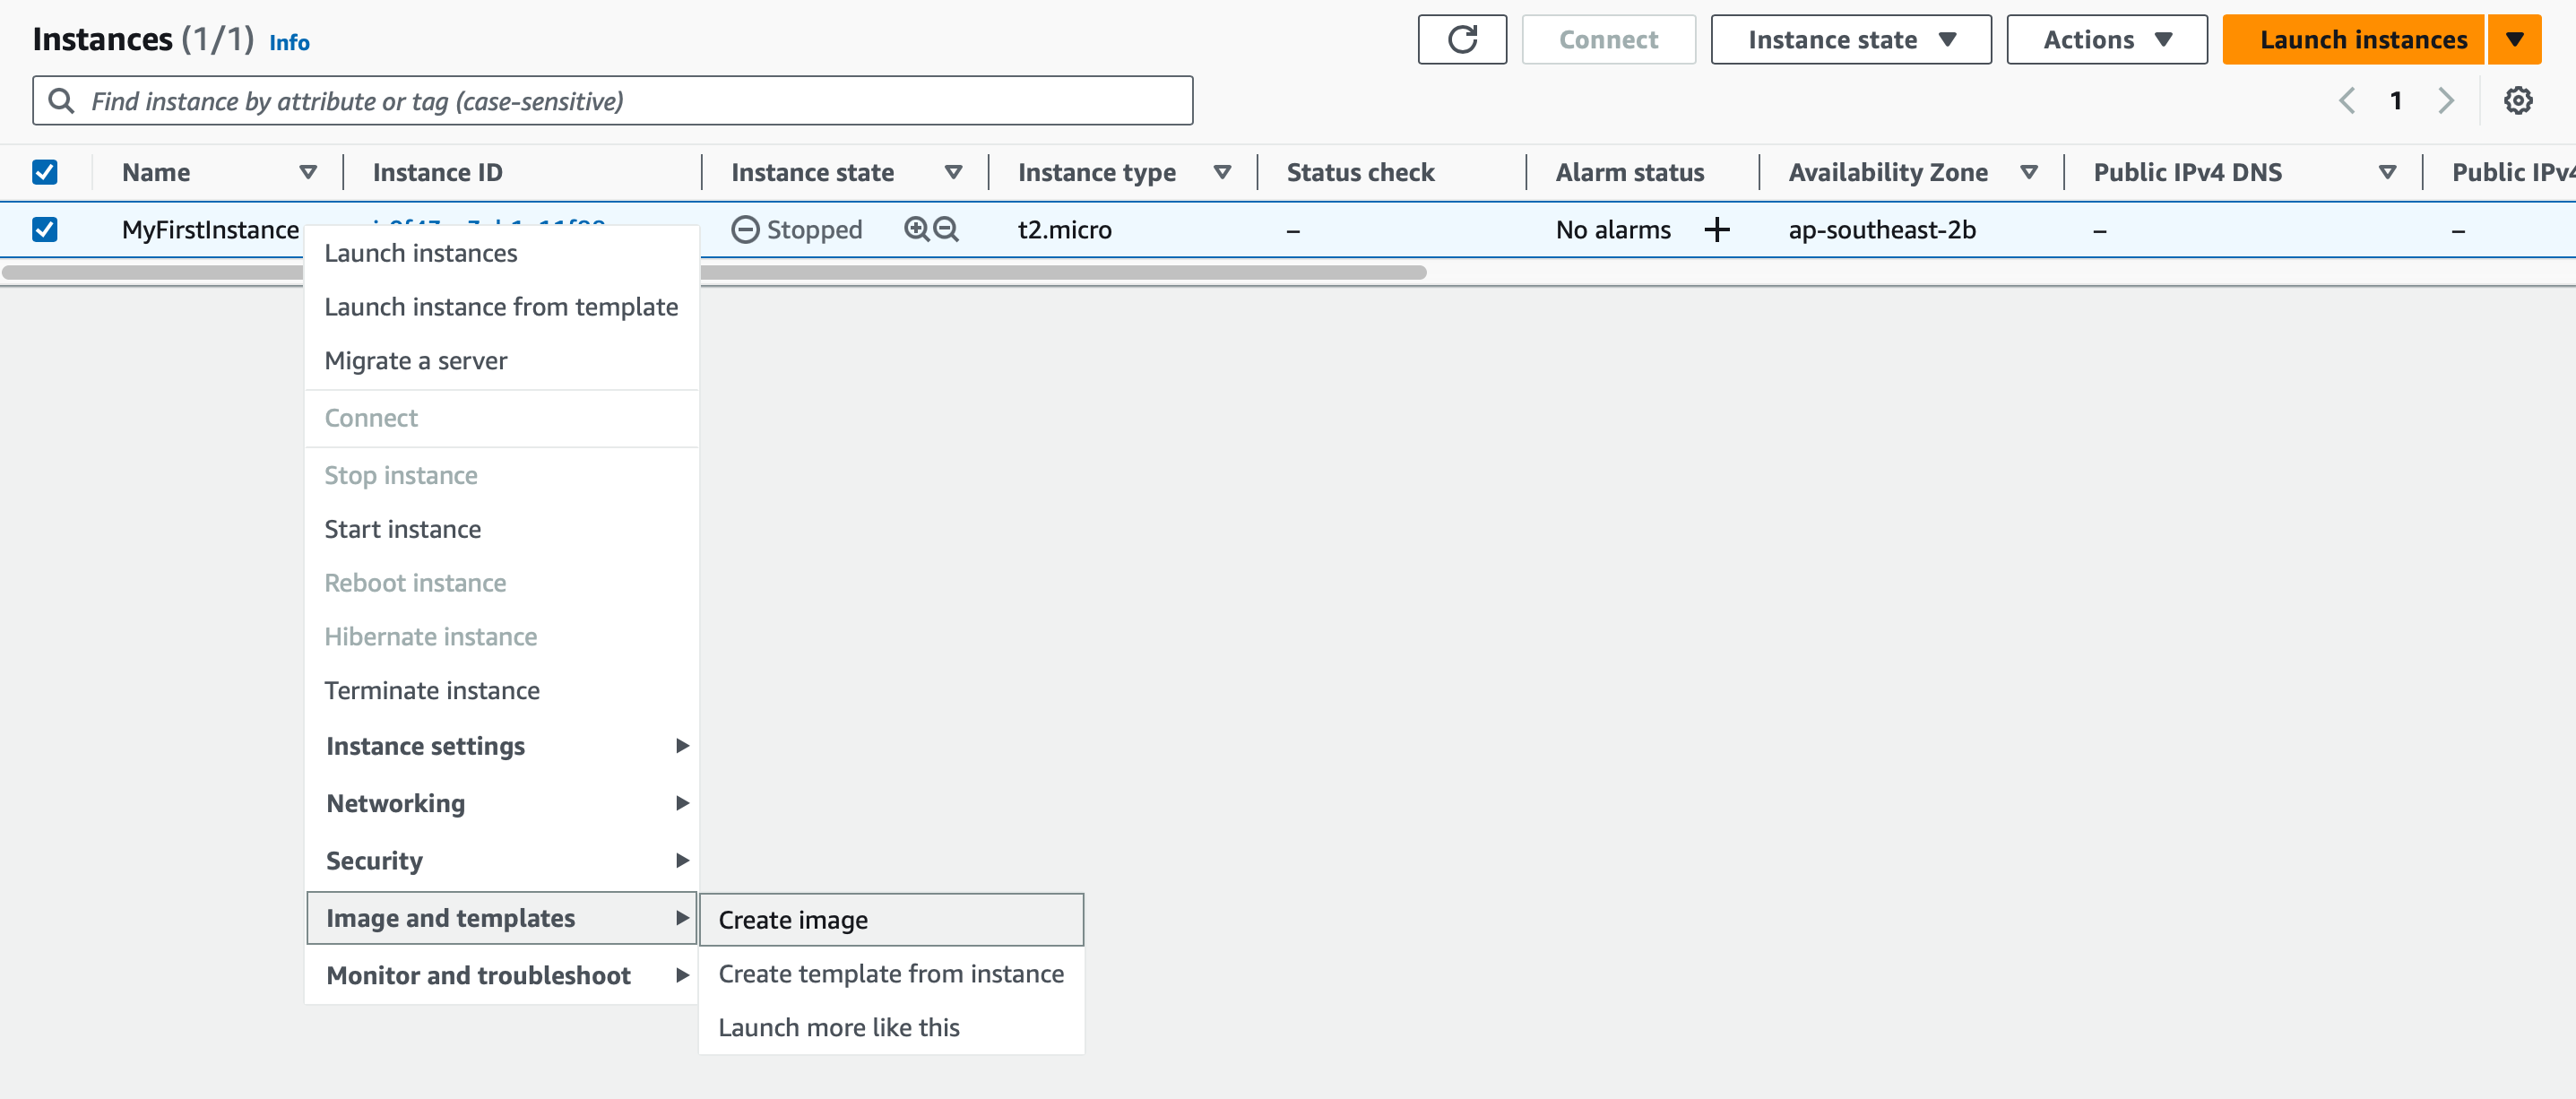 Instances (1/1) Info
Connect
Instance state
Actions
Launch instances
Find instance by attribute or tag (case-sensitive)
1
Name Instance ID Instance state Instance type Status check Alarm status Availability Zone Public IPv4 DNS Public IPv4
MyFirstInstance Stopped t2.micro – No alarms + ap-southeast-2b – –
Launch instances
Launch instance from template
Migrate a server
Connect
Stop instance
Start instance
Reboot instance
Hibernate instance
Terminate instance
Instance settings
Networking
Security
Image and templates
Monitor and troubleshoot
Create image
Create template from instance
Launch more like this